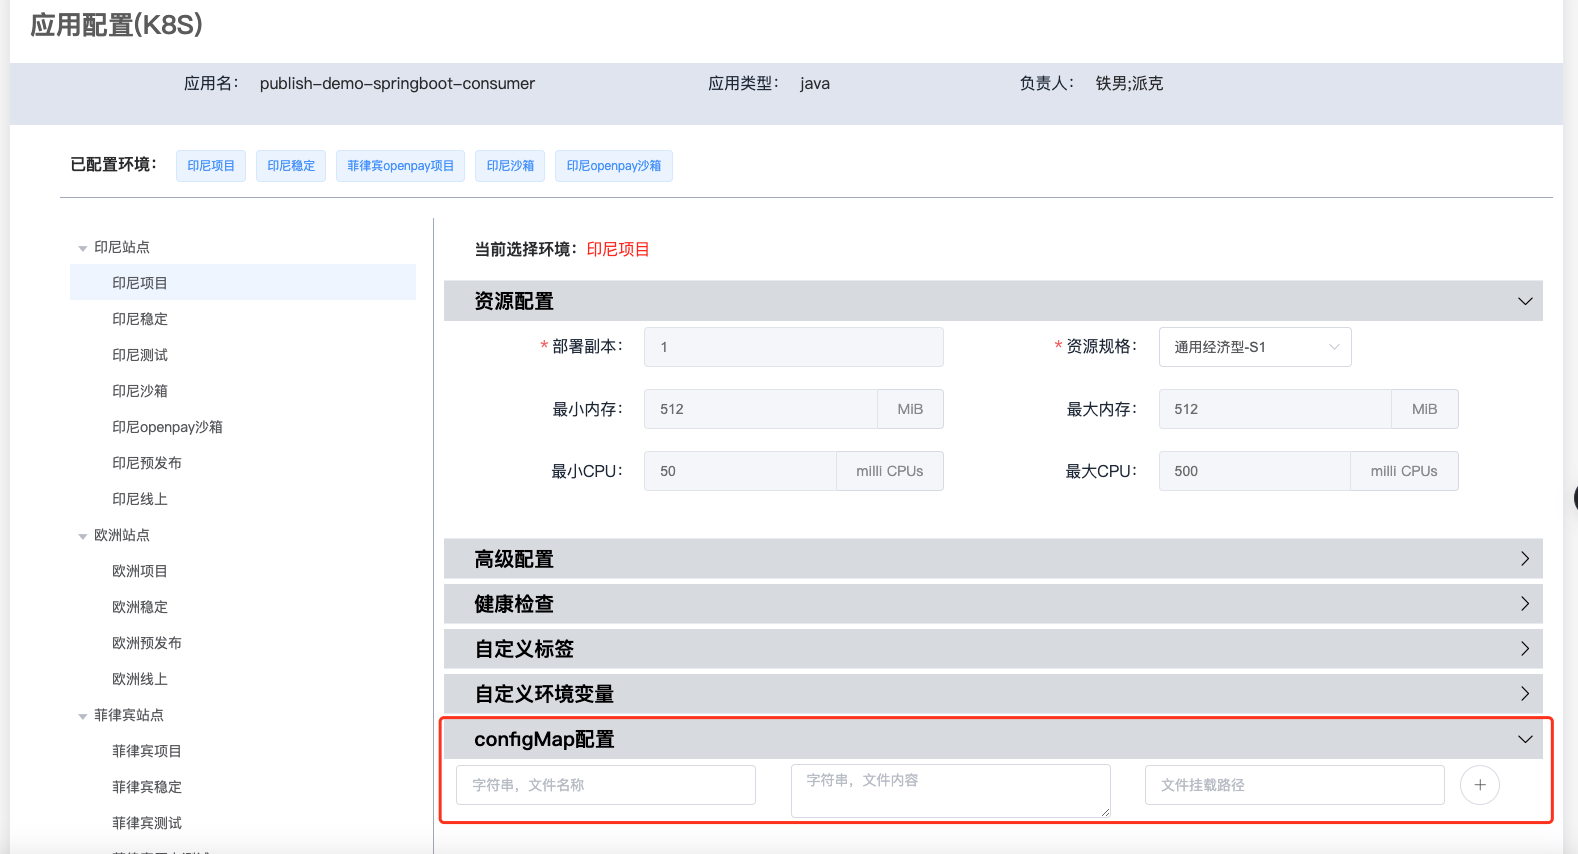 应用配置(K8S)
应用名： publish-demo-springboot-consumer 应用类型： java 负责人： 铁男;派克
已配置环境： 印尼项目 印尼稳定 菲律宾openpay项目 印尼沙箱 印尼openpay沙箱
印尼站点
印尼项目
印尼稳定
印尼测试
印尼沙箱
印尼openpay沙箱
印尼预发布
印尼线上
欧洲站点
欧洲项目
欧洲稳定
欧洲预发布
欧洲线上
菲律宾站点
菲律宾项目
菲律宾稳定
菲律宾测试
当前选择环境： 印尼项目
资源配置
* 部署副本： 1 * 资源规格： 通用经济型-S1
最小内存： 512 MiB 最大内存： 512 MiB
最小CPU： 50 milli CPUs 最大CPU： 500 milli CPUs
高级配置
健康检查
自定义标签
自定义环境变量
configMap配置
字符串，文件名称 字符串，文件内容 文件挂载路径